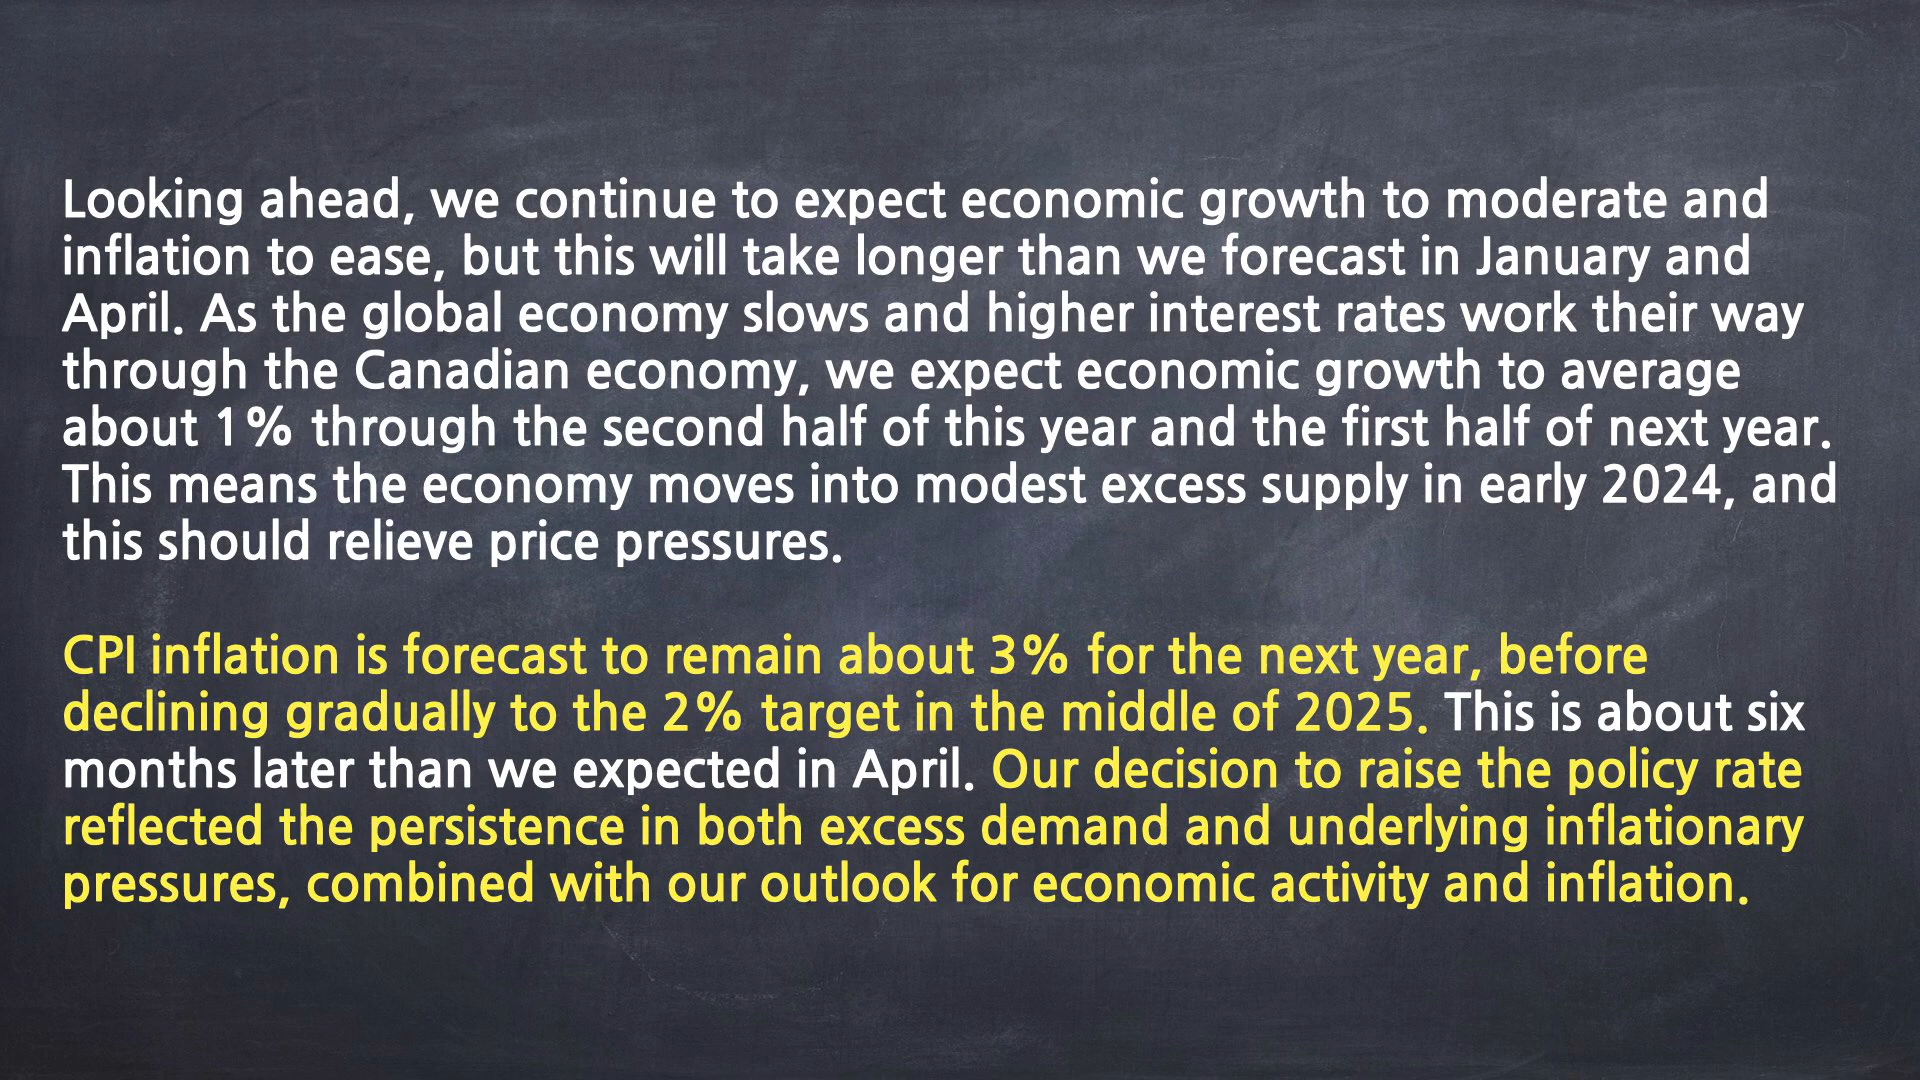 Looking ahead, we continue to expect economic growth to moderate and
inflation to ease, but this will take longer than we forecast in January and
April. As the global economy slows and higher interest rates work their way
through the Canadian economy, we expect economic growth to average
about 1% through the second half of this year and the first half of next year.
This means the economy moves into modest excess supply in early 2024, and
this should relieve price pressures.
CPI inflation is forecast to remain about 3% for the next year, before
declining gradually to the 2% target in the middle of 2025. This is about six
months later than we expected in April. Our decision to raise the policy rate
reflected the persistence in both excess demand and underlying inflationary
pressures, combined with our outlook for economic activity and inflation.